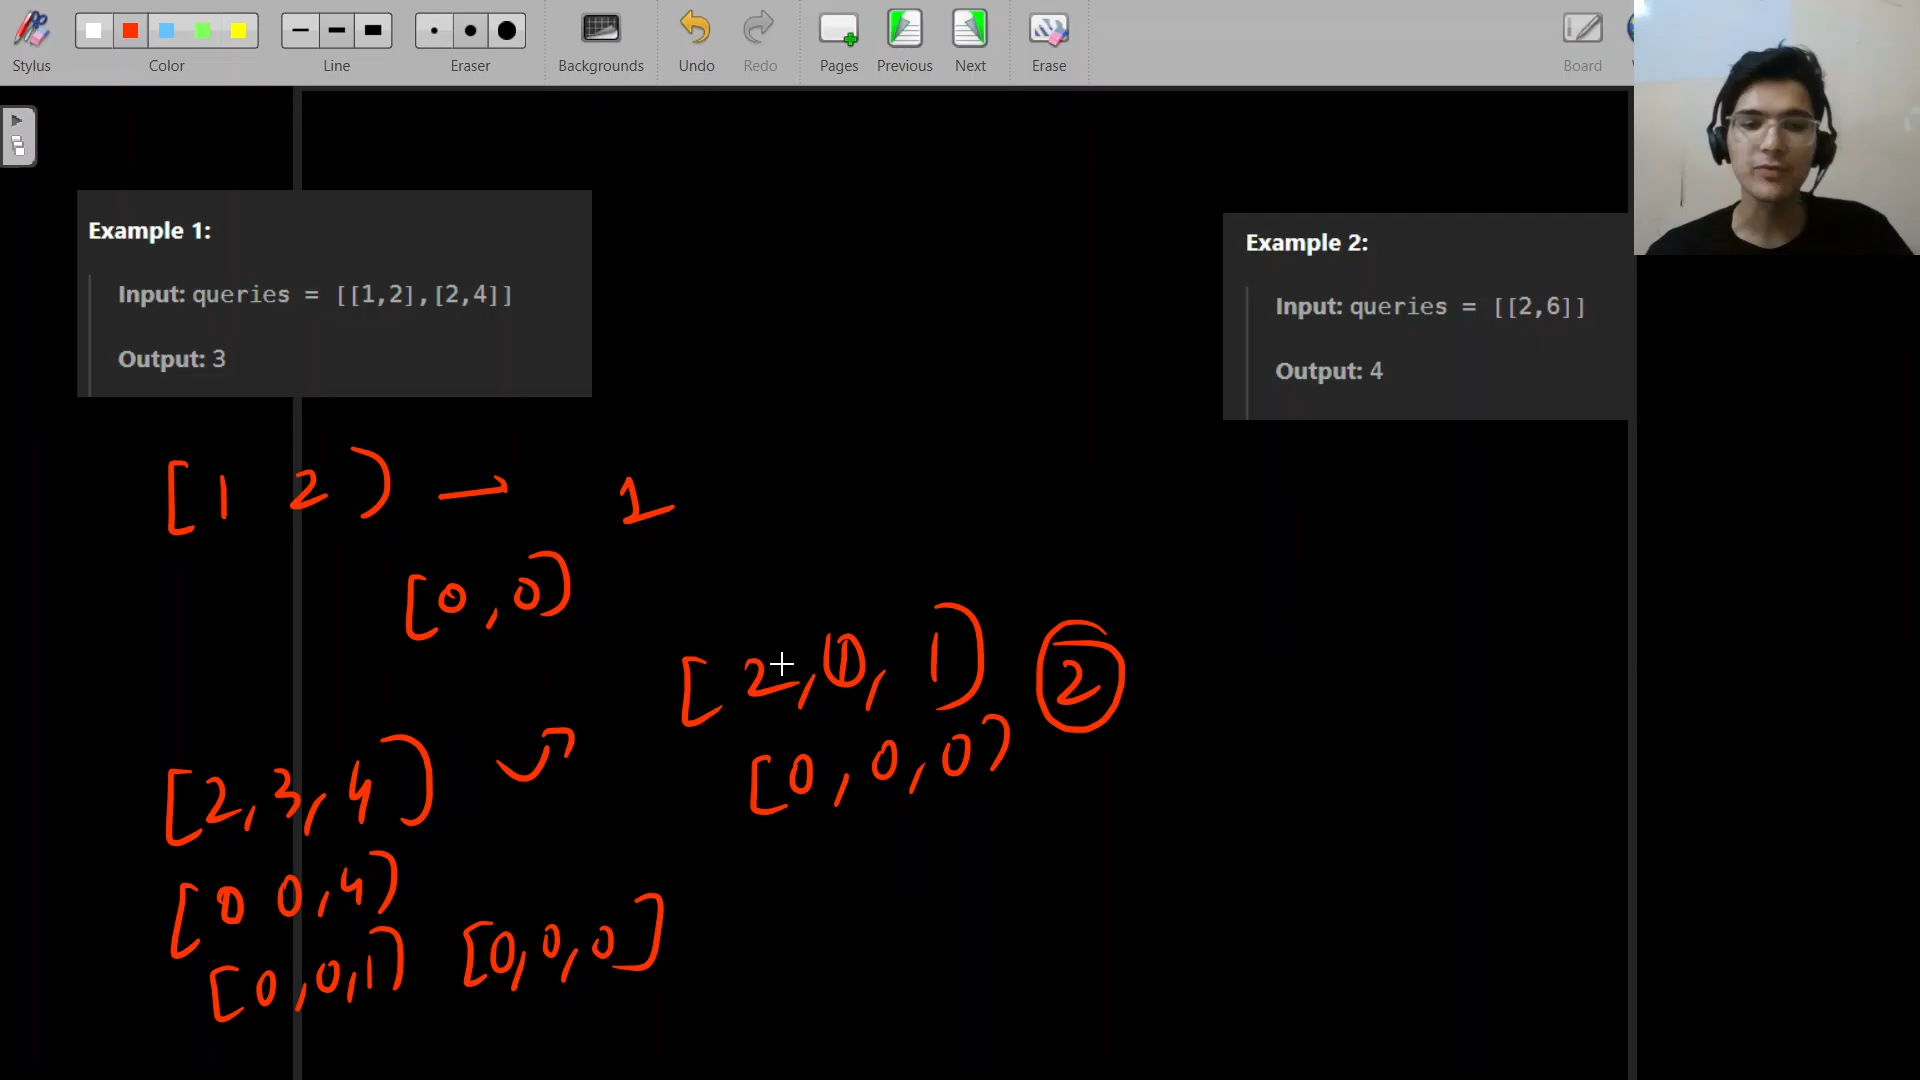 Stylus
Color
Line
Eraser
Backgrounds
Undo
Redo
Pages
Previous
Next
Erase
Board
Example 1:
Input: queries = [[1,2],[2,4]]
Output: 3
Example 2:
Input: queries = [[2,6]]
Output: 4
[1 2) → 1
[0,0)
[2,0,1) 2
[0,0,0)
[2,3,4)
[0 0,4)
[0,0,1) [0,0,0]